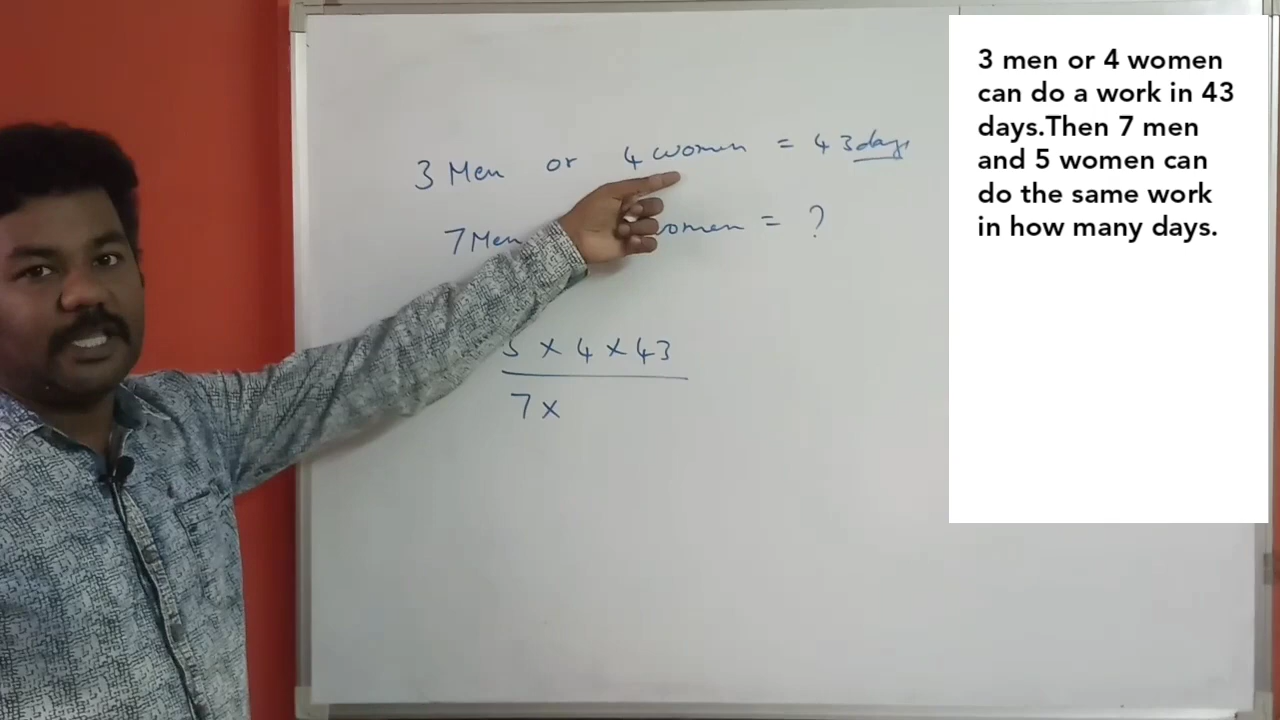 3 Men or 4 women = 43 days
7 Men women = ?
3 × 4 × 43
7 ×
3 men or 4 women
can do a work in 43
days.Then 7 men
and 5 women can
do the same work
in how many days.